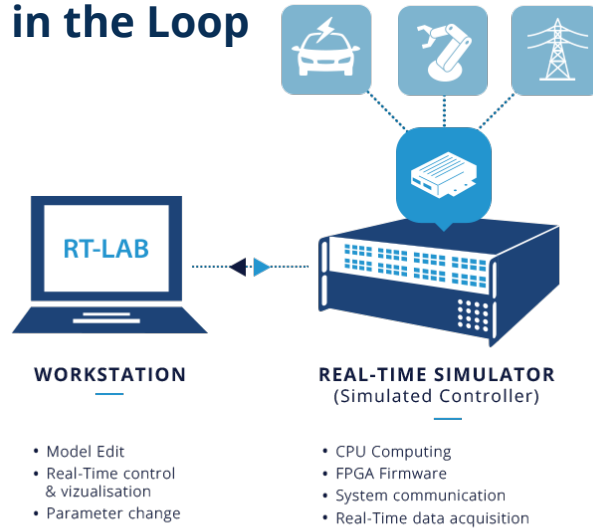 in the Loop
RT-LAB
WORKSTATION
• Model Edit
• Real-Time control
& vizualisation
• Parameter change
REAL-TIME SIMULATOR
(Simulated Controller)
• CPU Computing
• FPGA Firmware
• System communication
• Real-Time data acquisition